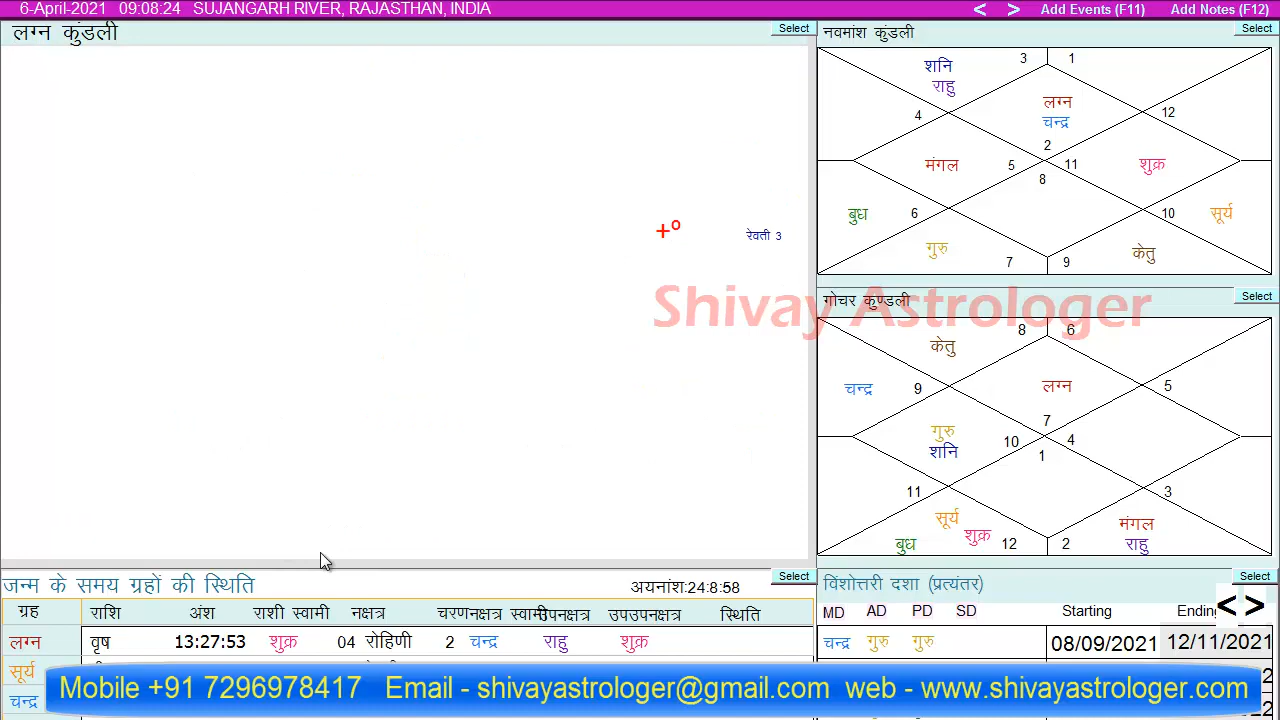 6-April-2021 09:08:24 SUJANGARH RIVER, RAJASTHAN, INDIA < > Add Events (F11) Add Notes (F12)
लग्न कुंडली Select
+०
रेवती 3
नवमांश कुंडली Select
3 1
शनि
राहु
लग्न
चन्द्र
4 12
2
मंगल 5 11 शुक्र
8
बुध 6 10 सूर्य
गुरु 7 9 केतु
Shivay Astrologer
गोचर कुण्डली Select
8 6
केतु
चन्द्र 9 लग्न 5
7
गुरु 10 4
शनि 1
11 3
सूर्य शुक्र मंगल
बुध 12 2 राहु
जन्म के समय ग्रहों की स्थिति अयनांश:24:8:58 Select
ग्रह राशि अंश राशी स्वामी नक्षत्र चरण नक्षत्र स्वामी उपनक्षत्र उपउपनक्षत्र स्थिति
लग्न वृष 13:27:53 शुक्र 04 रोहिणी 2 चन्द्र राहु शुक्र
सूर्य
चन्द्र
विंशोत्तरी दशा (प्रत्यंतर) Select
MD AD PD SD Starting < >
चन्द्र गुरु गुरु 08/09/2021 12/11/2021
Mobile +91 7296978417 Email - shivayastrologer@gmail.com web - www.shivayastrologer.com